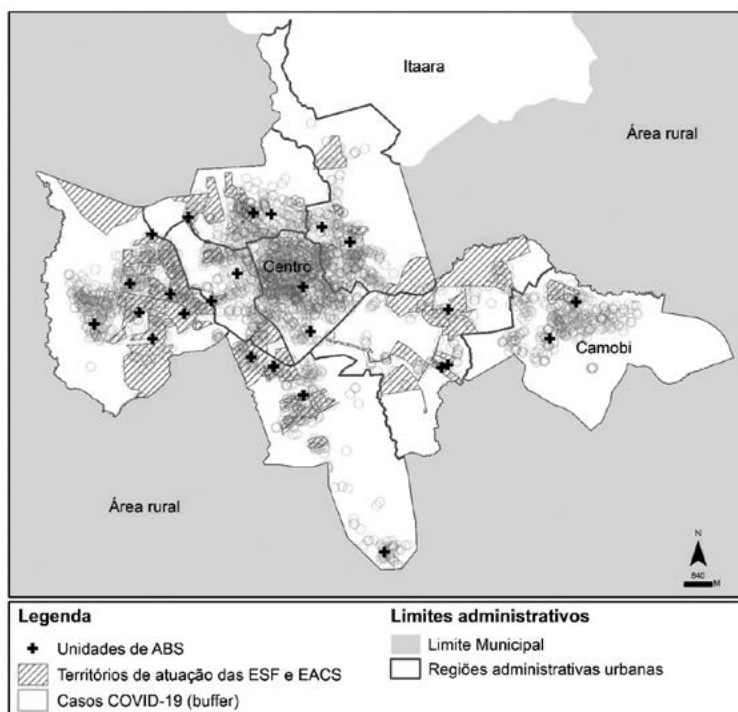 Itaara
Área rural
Centro
Camobi
Área rural
N
840
M
Legenda
Unidades de ABS
Territórios de atuação das ESF e EACS
Casos COVID-19 (buffer)
Limites administrativos
Limite Municipal
Regiões administrativas urbanas